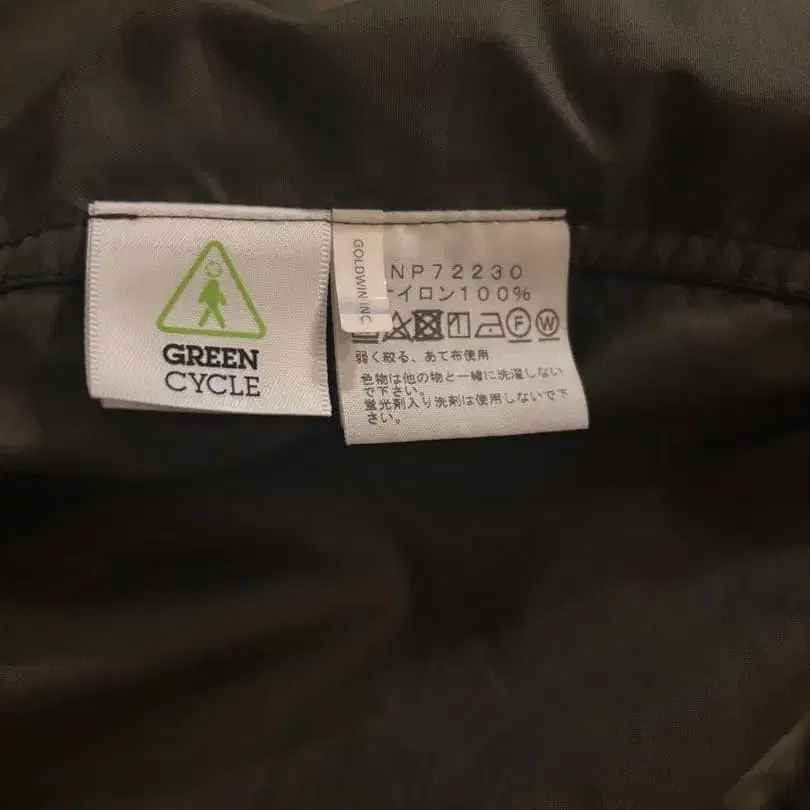 GREEN
CYCLE
GOLDWIN INC
NP72230
イロン100%
弱く絞る、あて布使用
色物は他の物と一緒に洗濯しない
で下さい。
蛍光剤入り洗剤は使用しないで下
さい。